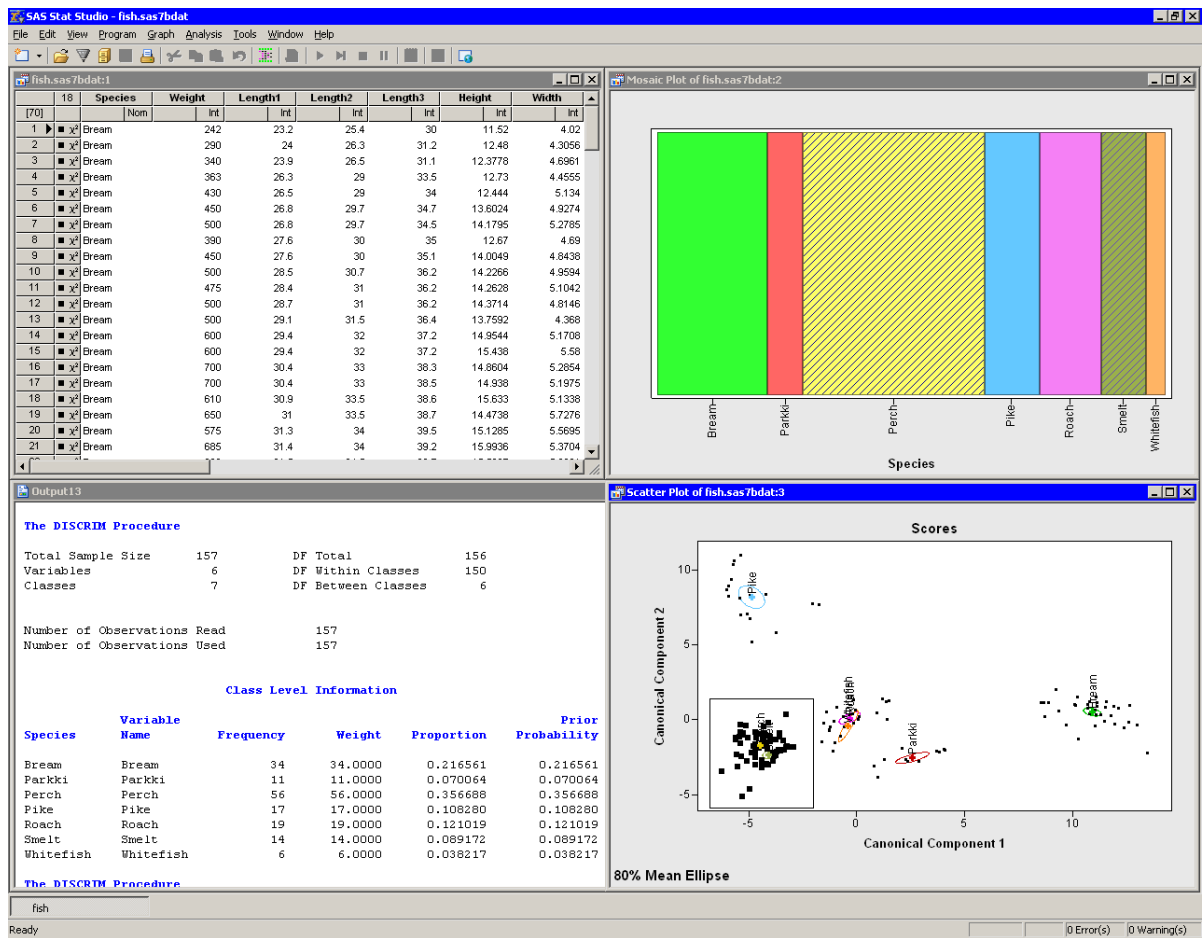 SAS Stat Studio - fish.sas7bdat
File Edit View Program Graph Analysis Tools Window Help
fish.sas7bdat:1
18 Species Weight Length1 Length2 Length3 Height Width
[70] Nom Int Int Int Int Int Int
1 χ² Bream 242 23.2 25.4 30 11.52 4.02
2 χ² Bream 290 24 26.3 31.2 12.48 4.3056
3 χ² Bream 340 23.9 26.5 31.1 12.3778 4.6961
4 χ² Bream 363 26.3 29 33.5 12.73 4.4555
5 χ² Bream 430 26.5 29 34 12.444 5.134
6 χ² Bream 450 26.8 29.7 34.7 13.6024 4.9274
7 χ² Bream 500 26.8 29.7 34.5 14.1795 5.2785
8 χ² Bream 390 27.6 30 35 12.67 4.69
9 χ² Bream 450 27.6 30 35.1 14.0049 4.8438
10 χ² Bream 500 28.5 30.7 36.2 14.2266 4.9594
11 χ² Bream 475 28.4 31 36.2 14.2628 5.1042
12 χ² Bream 500 28.7 31 36.2 14.3714 4.8146
13 χ² Bream 500 29.1 31.5 36.4 13.7592 4.368
14 χ² Bream 600 29.4 32 37.2 14.9544 5.1708
15 χ² Bream 600 29.4 32 37.2 15.438 5.58
16 χ² Bream 700 30.4 33 38.3 14.8604 5.2854
17 χ² Bream 700 30.4 33 38.5 14.938 5.1975
18 χ² Bream 610 30.9 33.5 38.6 15.633 5.1338
19 χ² Bream 650 31 33.5 38.7 14.4738 5.7276
20 χ² Bream 575 31.3 34 39.5 15.1285 5.5695
21 χ² Bream 685 31.4 34 39.2 15.9936 5.3704
Mosaic Plot of fish.sas7bdat:2
Bream Parkki Perch Pike Roach Smelt Whitefish
Species
Output13
The DISCRIM Procedure
Total Sample Size 157 DF Total 156
Variables 6 DF Within Classes 150
Classes 7 DF Between Classes 6
Number of Observations Read 157
Number of Observations Used 157
Class Level Information
Variable Prior
Species Name Frequency Weight Proportion Probability
Bream Bream 34 34.0000 0.216561 0.216561
Parkki Parkki 11 11.0000 0.070064 0.070064
Perch Perch 56 56.0000 0.356688 0.356688
Pike Pike 17 17.0000 0.108280 0.108280
Roach Roach 19 19.0000 0.121019 0.121019
Smelt Smelt 14 14.0000 0.089172 0.089172
Whitefish Whitefish 6 6.0000 0.038217 0.038217
The DISCRIM Procedure
Scatter Plot of fish.sas7bdat:3
Scores
Canonical Component 2
10
5
0
-5
Pike
Bream
Parkki
-5 0 5 10
Canonical Component 1
80% Mean Ellipse
fish
Ready 0 Error(s) 0 Warning(s)